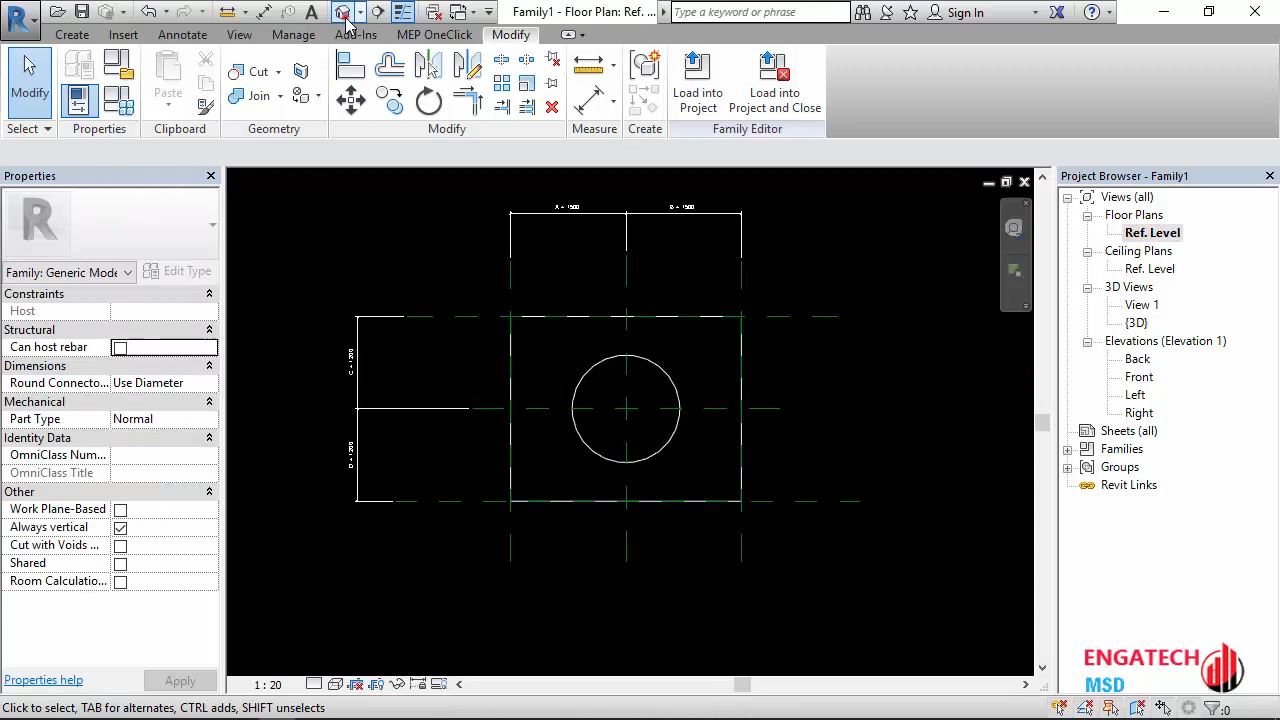 Family1 - Floor Plan: Ref. ...
Type a keyword or phrase
Sign In
Create Insert Annotate View Manage Add-Ins MEP OneClick Modify
Modify
Paste
Cut
Join
Load into
Project
Load into
Project and Close
Select Properties Clipboard Geometry Modify Measure Create Family Editor
Properties
Family: Generic Mode
Edit Type
Constraints
Host
Structural
Can host rebar
Dimensions
Round Connecto... Use Diameter
Mechanical
Part Type Normal
Identity Data
OmniClass Num...
OmniClass Title
Other
Work Plane-Based
Always vertical
Cut with Voids ...
Shared
Room Calculatio...
Properties help
Apply
A = 1500
B = 1500
C = 1200
D = 1200
1 : 20
Project Browser - Family1
Views (all)
Floor Plans
Ref. Level
Ceiling Plans
Ref. Level
3D Views
View 1
{3D}
Elevations (Elevation 1)
Back
Front
Left
Right
Sheets (all)
Families
Groups
Revit Links
ENGATECH
MSD
Click to select, TAB for alternates, CTRL adds, SHIFT unselects
:0